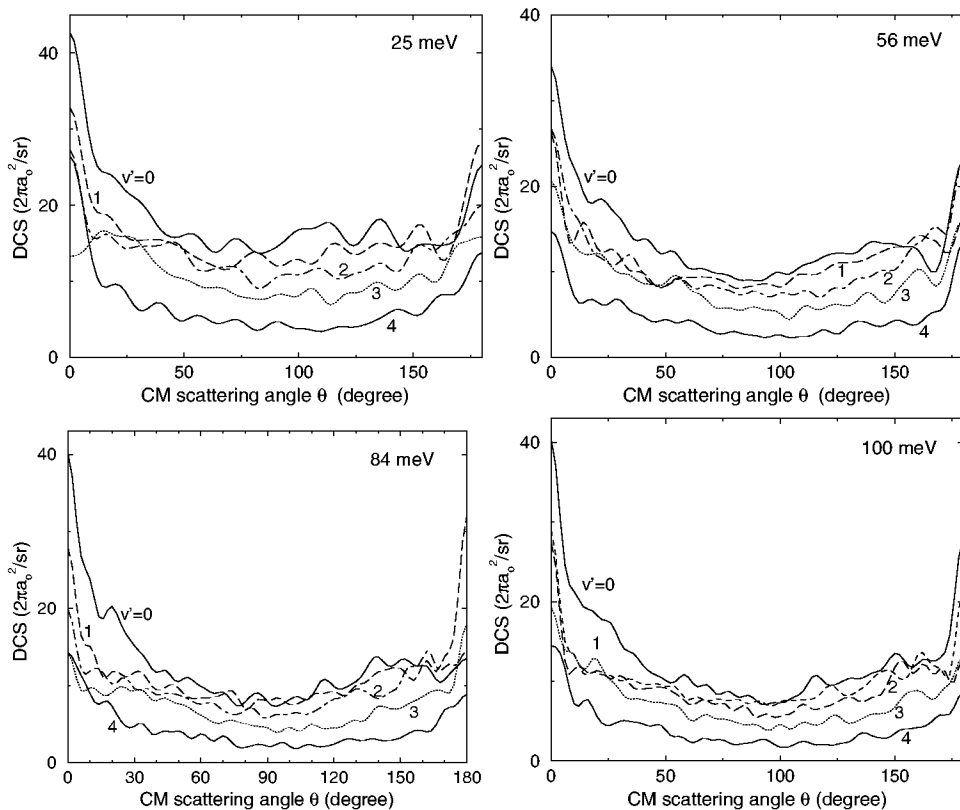 25 meV
40
20
0
DCS (2πaₒ²/sr)
v'=0
1
2
3
4
0 50 100 150
CM scattering angle θ (degree)
56 meV
40
20
0
DCS (2πaₒ²/sr)
v'=0
1
2
3
4
0 50 100 150
CM scattering angle θ (degree)
84 meV
40
20
0
DCS (2πaₒ²/sr)
v'=0
1
2
3
4
0 30 60 90 120 150 180
CM scattering angle θ (degree)
100 meV
40
20
0
DCS (2πaₒ²/sr)
v'=0
1
2
3
4
0 50 100 150
CM scattering angle θ (degree)